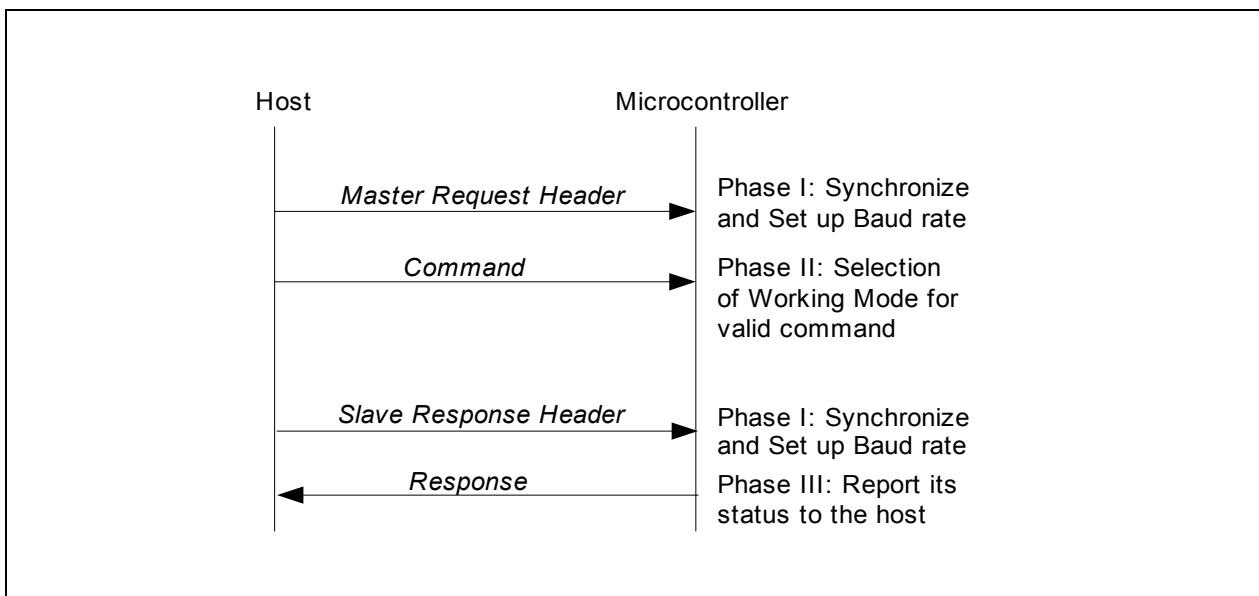 Host
Microcontroller
Master Request Header
Phase I: Synchronize
and Set up Baud rate
Command
Phase II: Selection
of Working Mode for
valid command
Slave Response Header
Phase I: Synchronize
and Set up Baud rate
Response
Phase III: Report its
status to the host